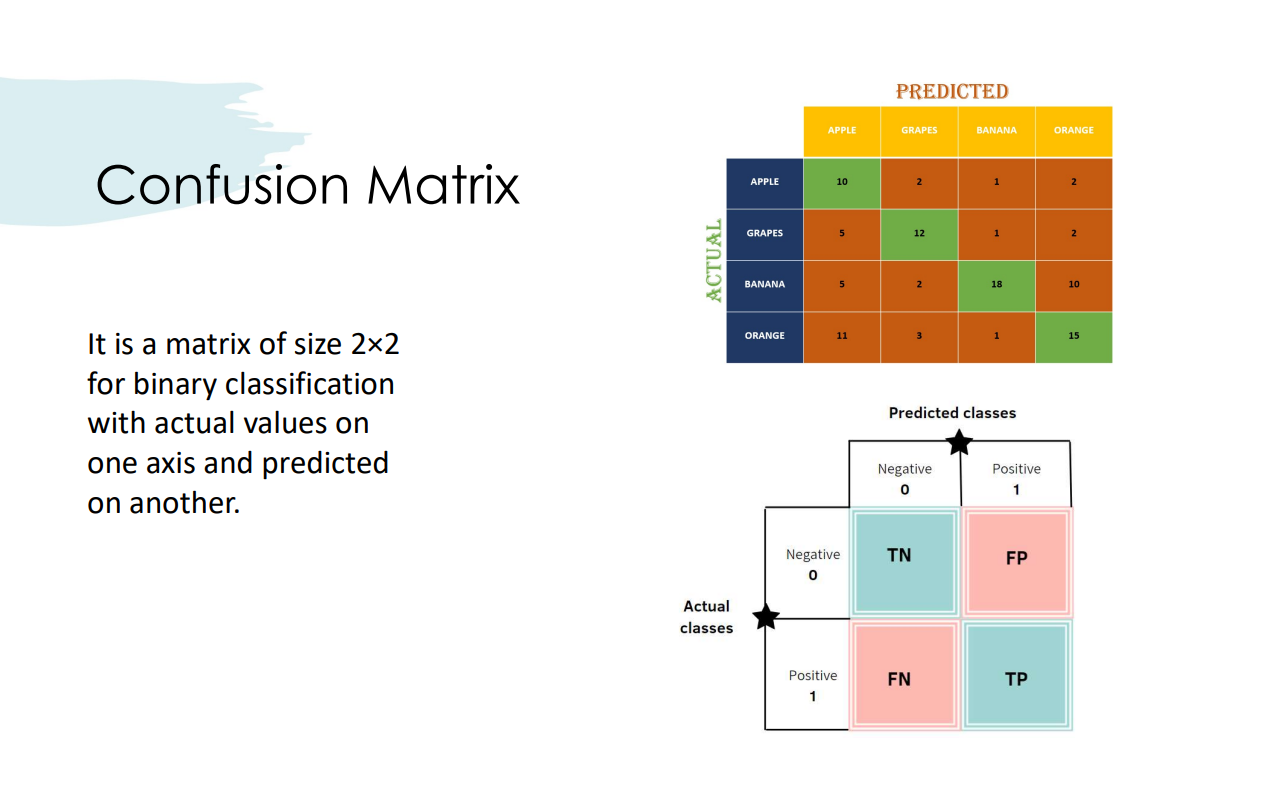 Confusion Matrix
It is a matrix of size 2×2
for binary classification
with actual values on
one axis and predicted
on another.
PREDICTED
APPLE GRAPES BANANA ORANGE
ACTUAL
APPLE 10 2 1 2
GRAPES 5 12 1 2
BANANA 5 2 18 10
ORANGE 11 3 1 15
Predicted classes
Negative Positive
0 1
Actual
classes
Negative
0
TN FP
Positive
1
FN TP